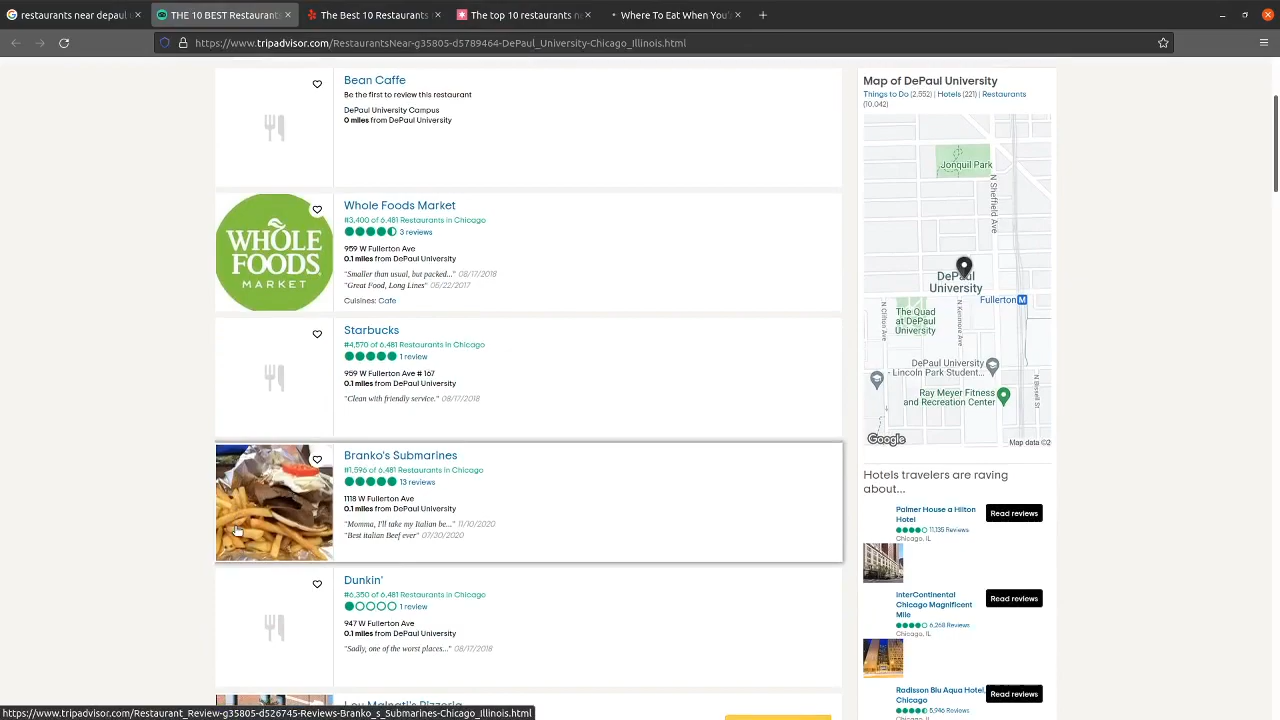 restaurants near depaul u
THE 10 BEST Restaurants
The Best 10 Restaurants
The top 10 restaurants ne
Where To Eat When You'
https://www.tripadvisor.com/RestaurantsNear-g35805-d5789464-DePaul_University-Chicago_Illinois.html
Bean Caffe
Be the first to review this restaurant
DePaul University Campus
0 miles from DePaul University
WHOLE
FOODS
MARKET
Whole Foods Market
#3,400 of 6,481 Restaurants in Chicago
3 reviews
959 W Fullerton Ave
0.1 miles from DePaul University
"Smaller than usual, but packed..." 08/17/2018
"Great Food, Long Lines" 05/22/2017
Cuisines: Cafe
Starbucks
#4,570 of 6,481 Restaurants in Chicago
1 review
959 W Fullerton Ave # 167
0.1 miles from DePaul University
"Clean with friendly service." 08/17/2018
Branko's Submarines
#1,596 of 6,481 Restaurants in Chicago
13 reviews
1118 W Fullerton Ave
0.1 miles from DePaul University
"Momma, I'll take my Italian be..." 11/10/2020
"Best italian Beef ever" 07/30/2020
Dunkin'
#6,350 of 6,481 Restaurants in Chicago
1 review
947 W Fullerton Ave
0.1 miles from DePaul University
"Sadly, one of the worst places..." 08/17/2018
Lou Malnati's Pizzeria
Map of DePaul University
Things to Do (2,552) | Hotels (221) | Restaurants
(10,042)
Jonquil Park
N Sheffield Ave
DePaul
University
Fullerton M
The Quad
at DePaul
University
N Clifton Ave
N Kenmore Ave
DePaul University
- Lincoln Park Student...
Ray Meyer Fitness
and Recreation Center
N Bissell St
Google
Map data ©2
Hotels travelers are raving
about...
Palmer House a Hilton
Hotel
Read reviews
11,135 Reviews
Chicago, IL
InterContinental
Chicago Magnificent
Mile
Read reviews
6,268 Reviews
Chicago, IL
Radisson Blu Aqua Hotel,
Chicago
Read reviews
5,946 Reviews
Chicago, IL
https://www.tripadvisor.com/Restaurant_Review-g35805-d526745-Reviews-Branko_s_Submarines-Chicago_Illinois.html